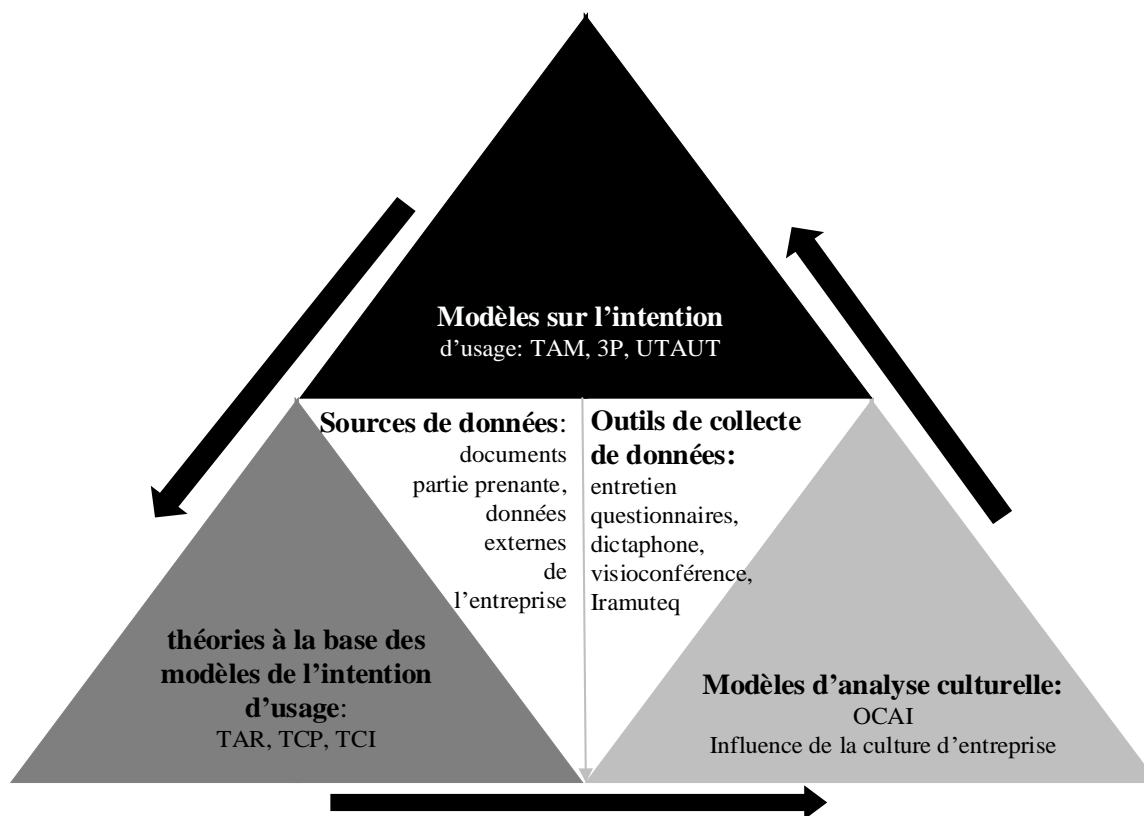 Modèles sur l'intention
d'usage: TAM, 3P, UTAUT
Sources de données:
documents
partie prenante,
données
externes
de
l'entreprise
Outils de collecte
de données:
entretien
questionnaires,
dictaphone,
visioconférence,
Iramuteq
théories à la base des
modèles de l'intention
d'usage:
TAR, TCP, TCI
Modèles d'analyse culturelle:
OCAI
Influence de la culture d'entreprise